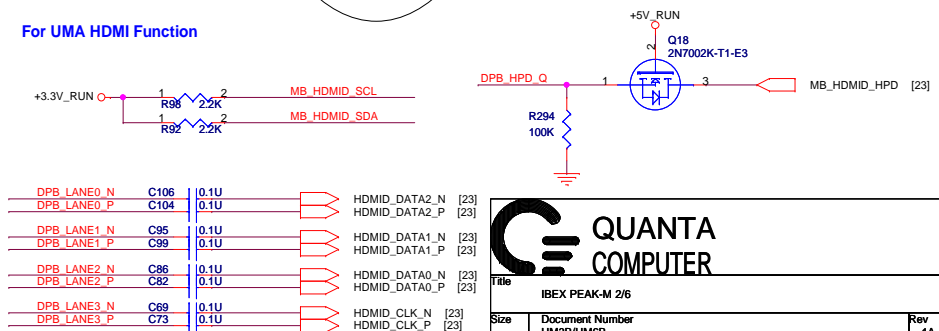 For UMA HDMI Function
+5V_RUN
Q18
2N7002K-T1-E3
2
DPB_HPD_Q
1
3
MB_HDMID_HPD [23]
R294
100K
+3.3V_RUN
1
2
MB_HDMID_SCL
R98
2.2K
1
2
MB_HDMID_SDA
R92
2.2K
DPB_LANE0_N C106 0.1U HDMID_DATA2_N [23]
DPB_LANE0_P C104 0.1U HDMID_DATA2_P [23]
DPB_LANE1_N C95 0.1U HDMID_DATA1_N [23]
DPB_LANE1_P C99 0.1U HDMID_DATA1_P [23]
DPB_LANE2_N C86 0.1U HDMID_DATA0_N [23]
DPB_LANE2_P C82 0.1U HDMID_DATA0_P [23]
DPB_LANE3_N C69 0.1U HDMID_CLK_N [23]
DPB_LANE3_P C73 0.1U HDMID_CLK_P [23]
QUANTA
COMPUTER
Title
IBEX PEAK-M 2/6
Size Document Number Rev